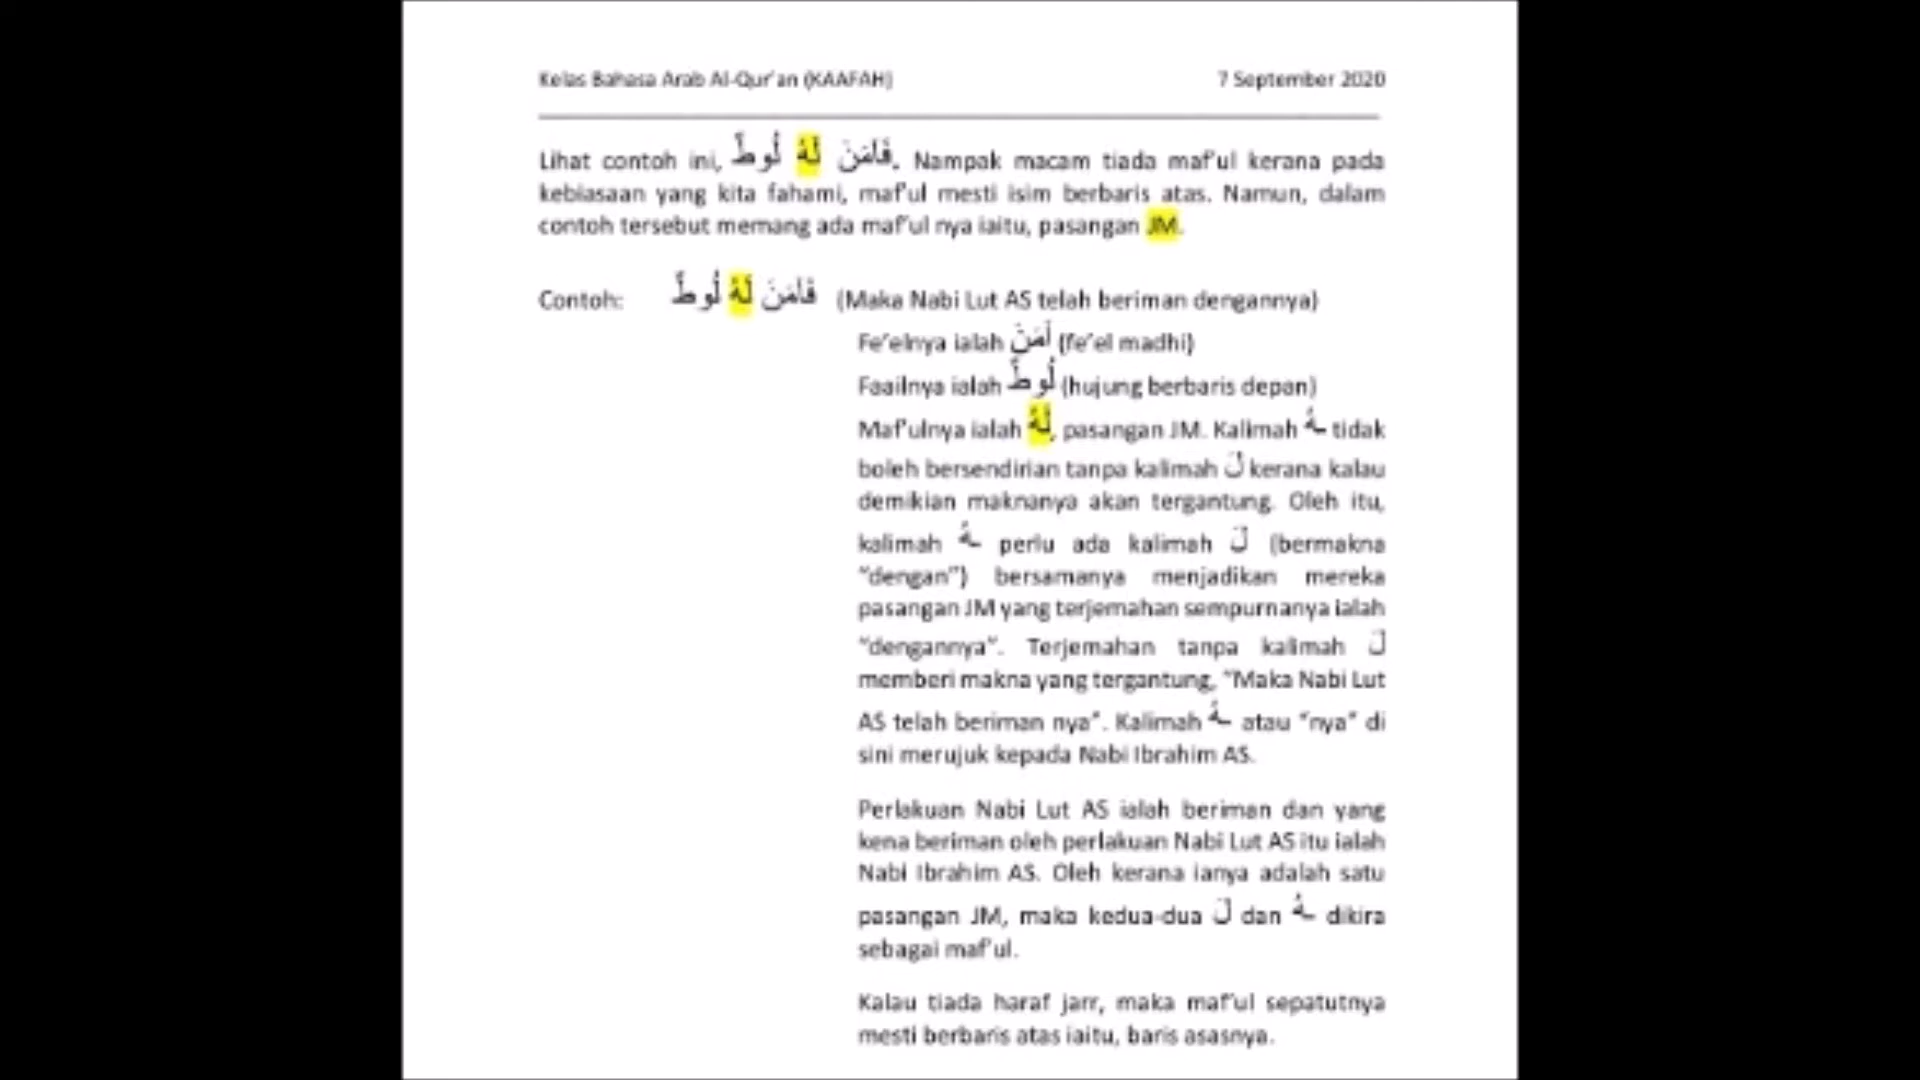 Kelas Bahasa Arab Al-Qur'an (KAAFAH) 7 September 2020
Lihat contoh ini, فَآمَنَ لَهُ لُوطٌ. Nampak macam tiada maf'ul kerana pada
kebiasaan yang kita fahami, maf'ul mesti isim berbaris atas. Namun, dalam
contoh tersebut memang ada maf'ul nya iaitu, pasangan JM.
Contoh: فَآمَنَ لَهُ لُوطٌ (Maka Nabi Lut AS telah beriman dengannya)
Fe'elnya ialah آمَنَ (fe'el madhi)
Faailnya ialah لُوطٌ (hujung berbaris depan)
Maf'ulnya ialah لَهُ, pasangan JM. Kalimah ـهُ tidak
boleh bersendirian tanpa kalimah لَ kerana kalau
demikian maknanya akan tergantung. Oleh itu,
kalimah ـهُ perlu ada kalimah لَ (bermakna
"dengan") bersamanya menjadikan mereka
pasangan JM yang terjemahan sempurnanya ialah
"dengannya". Terjemahan tanpa kalimah لَ
memberi makna yang tergantung, "Maka Nabi Lut
AS telah beriman nya". Kalimah ـهُ atau "nya" di
sini merujuk kepada Nabi Ibrahim AS.
Perlakuan Nabi Lut AS ialah beriman dan yang
kena beriman oleh perlakuan Nabi Lut AS itu ialah
Nabi Ibrahim AS. Oleh kerana ianya adalah satu
pasangan JM, maka kedua-dua لَ dan ـهُ dikira
sebagai maf'ul.
Kalau tiada haraf jarr, maka maf'ul sepatutnya
mesti berbaris atas iaitu, baris asasnya.